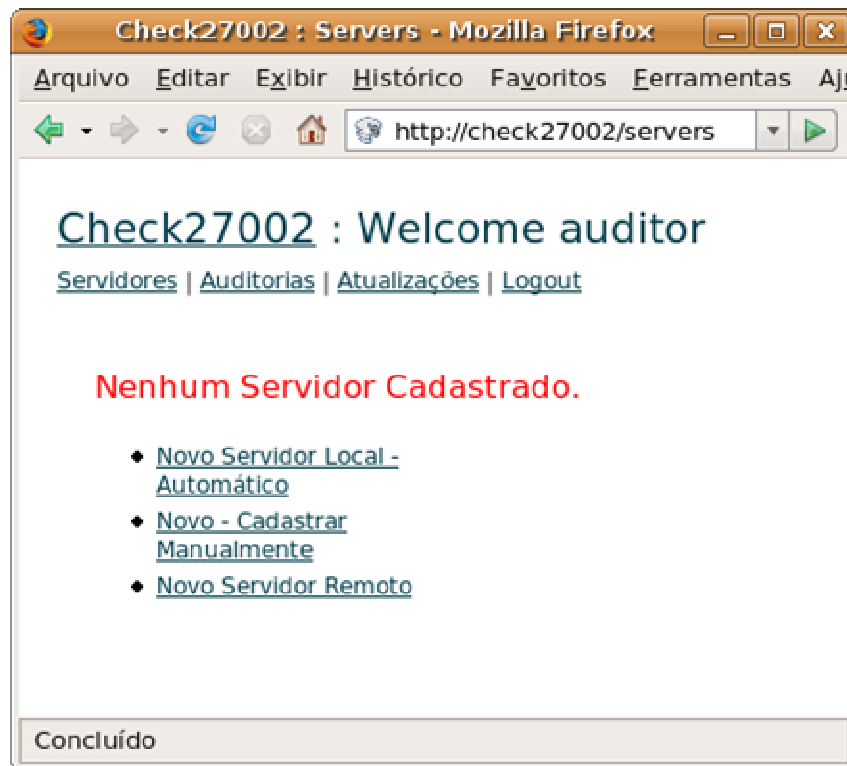 Check27002 : Servers - Mozilla Firefox
Arquivo Editar Exibir Histórico Favoritos Ferramentas Aju
http://check27002/servers
Check27002 : Welcome auditor
Servidores | Auditorias | Atualizações | Logout
Nenhum Servidor Cadastrado.
Novo Servidor Local -
Automático
Novo - Cadastrar
Manualmente
Novo Servidor Remoto
Concluído